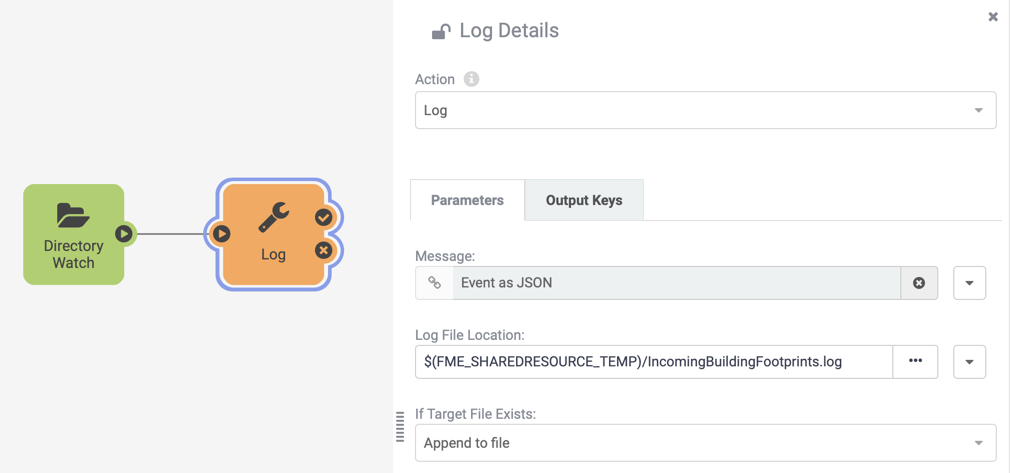 Directory
Watch
Log
Log Details
Action
Log
Parameters
Output Keys
Message:
Event as JSON
Log File Location:
$(FME_SHAREDRESOURCE_TEMP)/IncomingBuildingFootprints.log
If Target File Exists:
Append to file